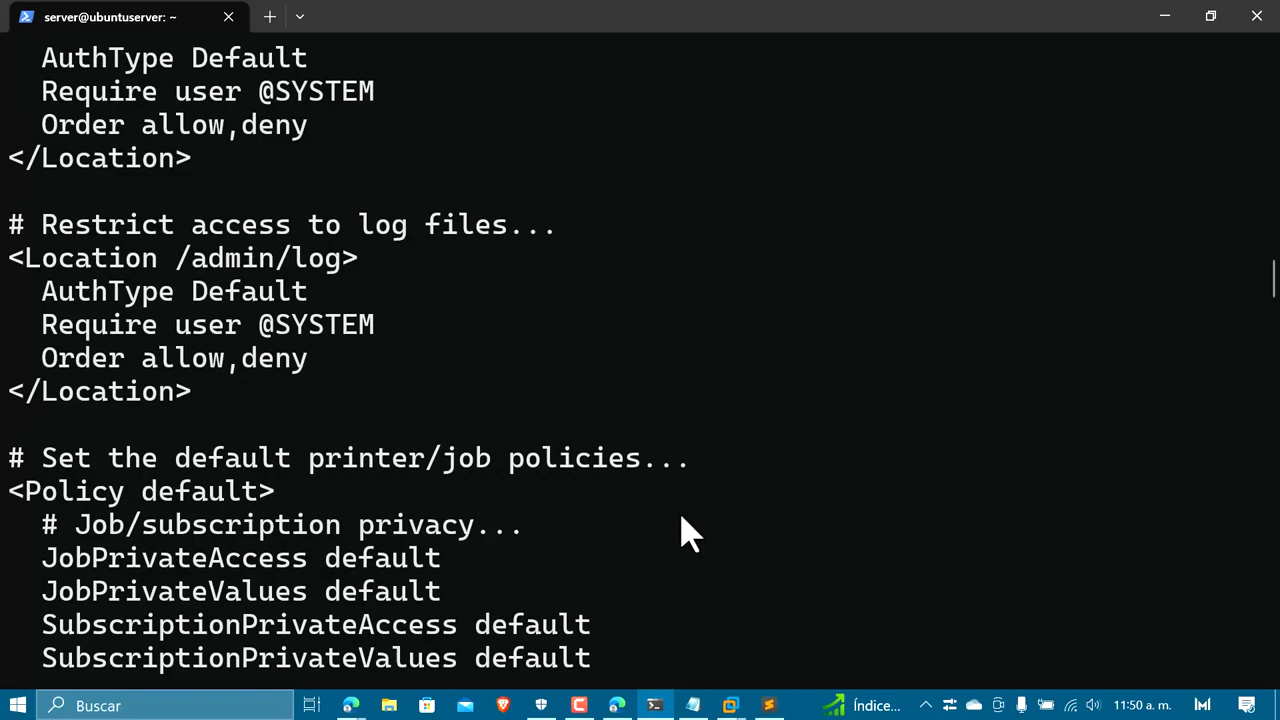 server@ubuntuserver: ~
AuthType Default
Require user @SYSTEM
Order allow,deny
</Location>
# Restrict access to log files...
<Location /admin/log>
AuthType Default
Require user @SYSTEM
Order allow,deny
</Location>
# Set the default printer/job policies...
<Policy default>
# Job/subscription privacy...
JobPrivateAccess default
JobPrivateValues default
SubscriptionPrivateAccess default
SubscriptionPrivateValues default
Buscar
Índice...
11:50 a. m.